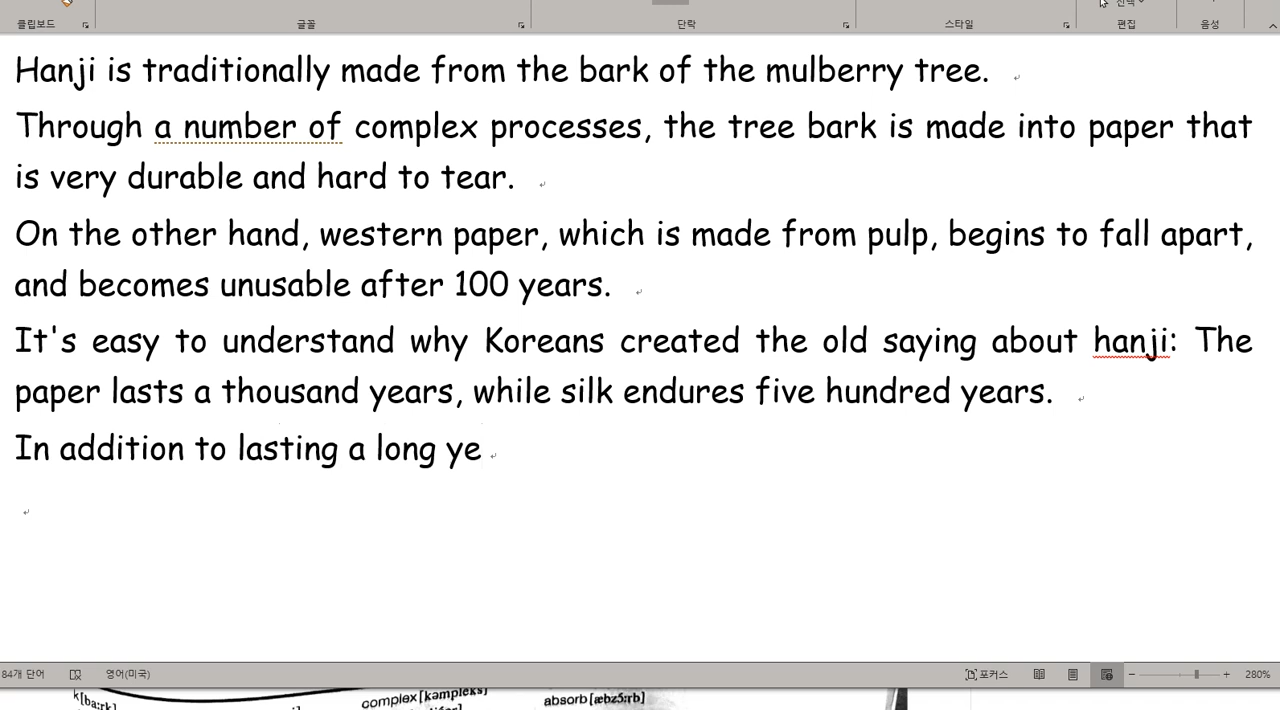 클립보드 글꼴 단락 스타일 편집 음성
Hanji is traditionally made from the bark of the mulberry tree.
Through a number of complex processes, the tree bark is made into paper that
is very durable and hard to tear.
On the other hand, western paper, which is made from pulp, begins to fall apart,
and becomes unusable after 100 years.
It's easy to understand why Koreans created the old saying about hanji: The
paper lasts a thousand years, while silk endures five hundred years.
In addition to lasting a long ye
84개 단어 영어(미국) 포커스 280%
k[ba:rk] complex[kəmpléks] absorb[æbzɔ́:rb]